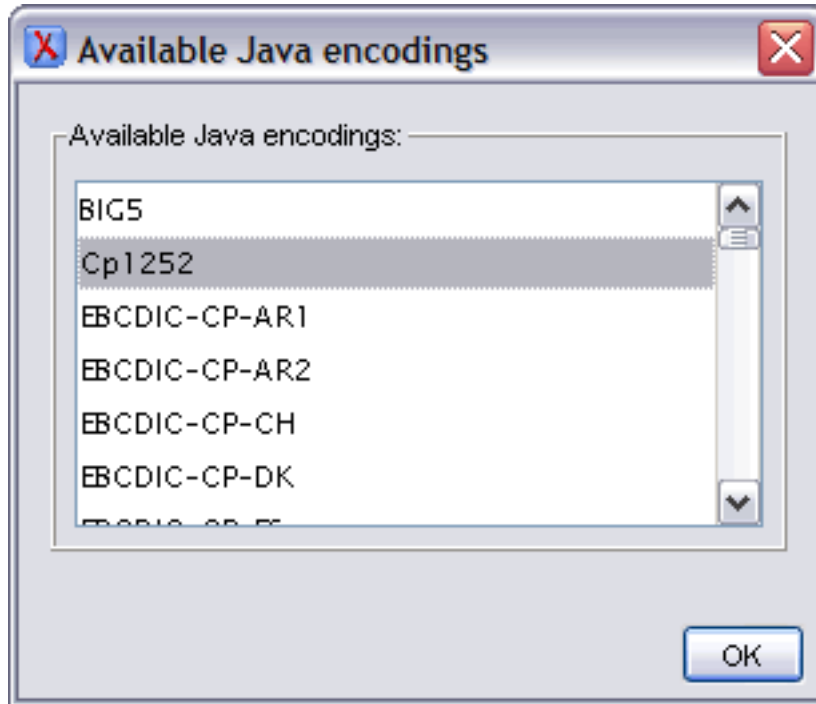 Available Java encodings
Available Java encodings:
BIG5
Cp1252
EBCDIC-CP-AR1
EBCDIC-CP-AR2
EBCDIC-CP-CH
EBCDIC-CP-DK
OK